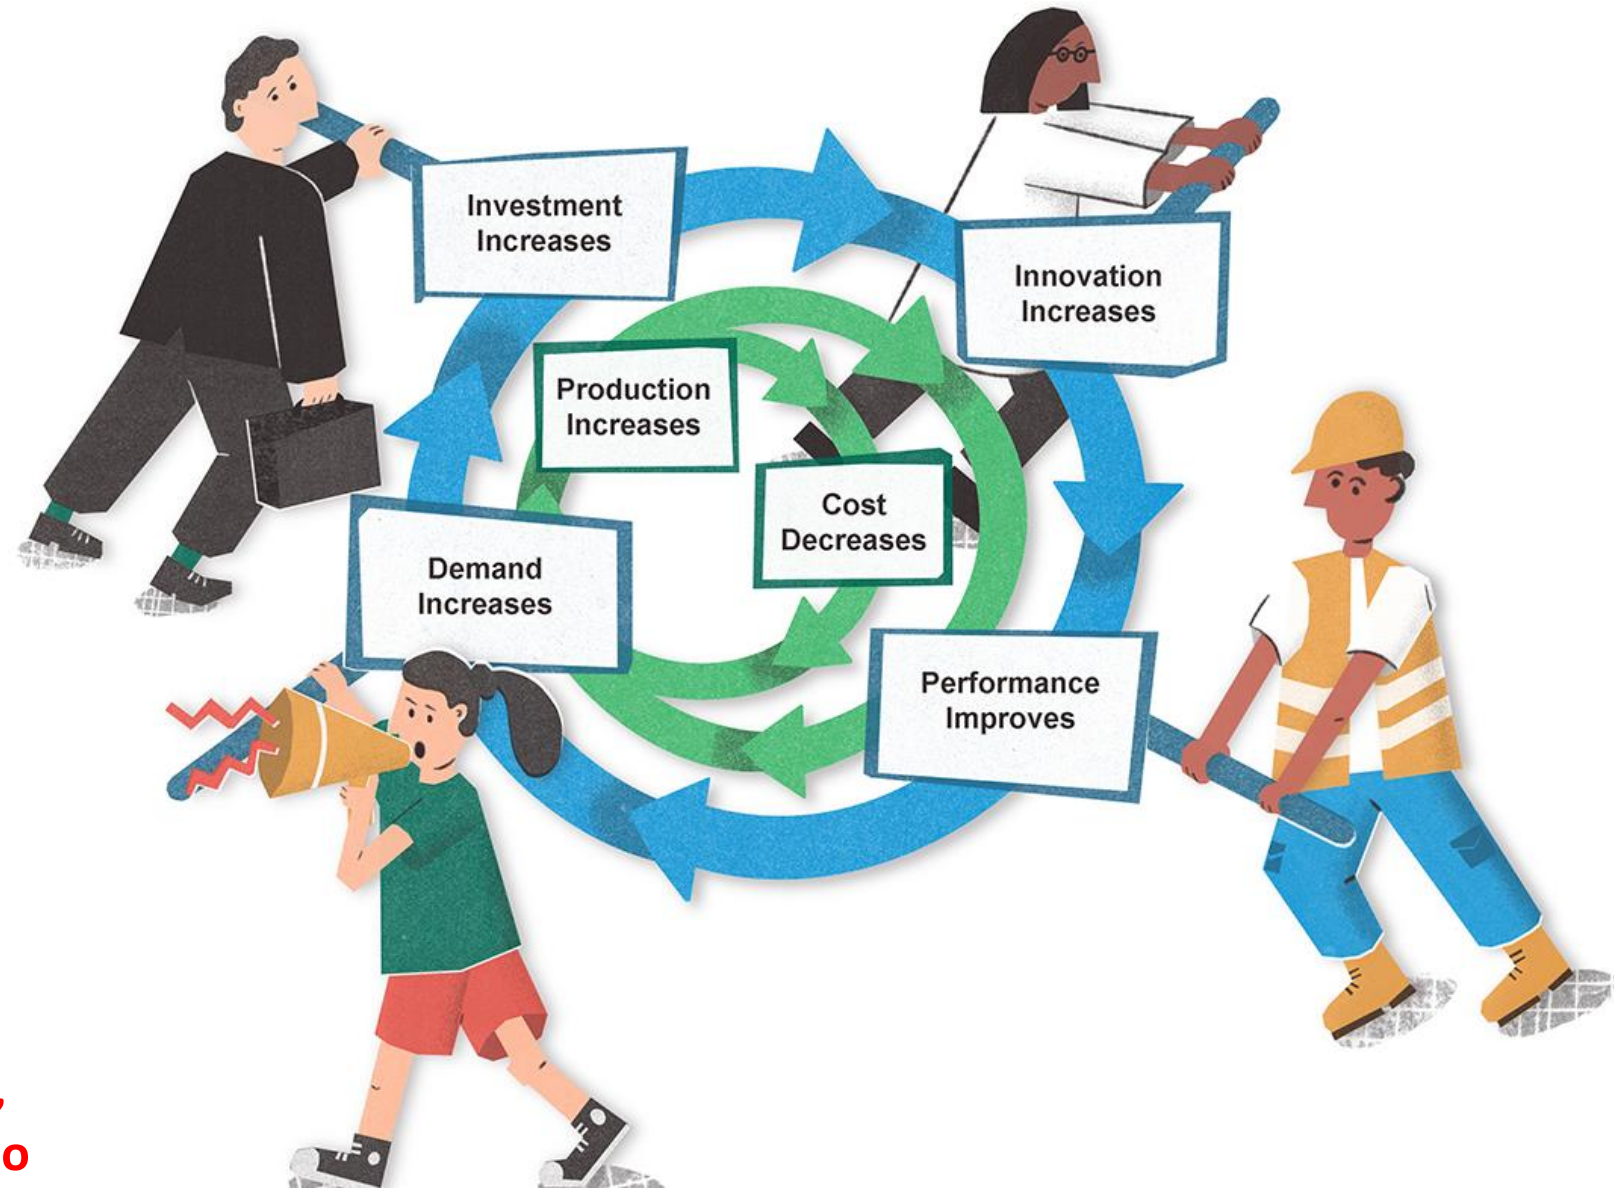 Investment
Increases
Innovation
Increases
Production
Increases
Cost
Decreases
Demand
Increases
Performance
Improves
,
o